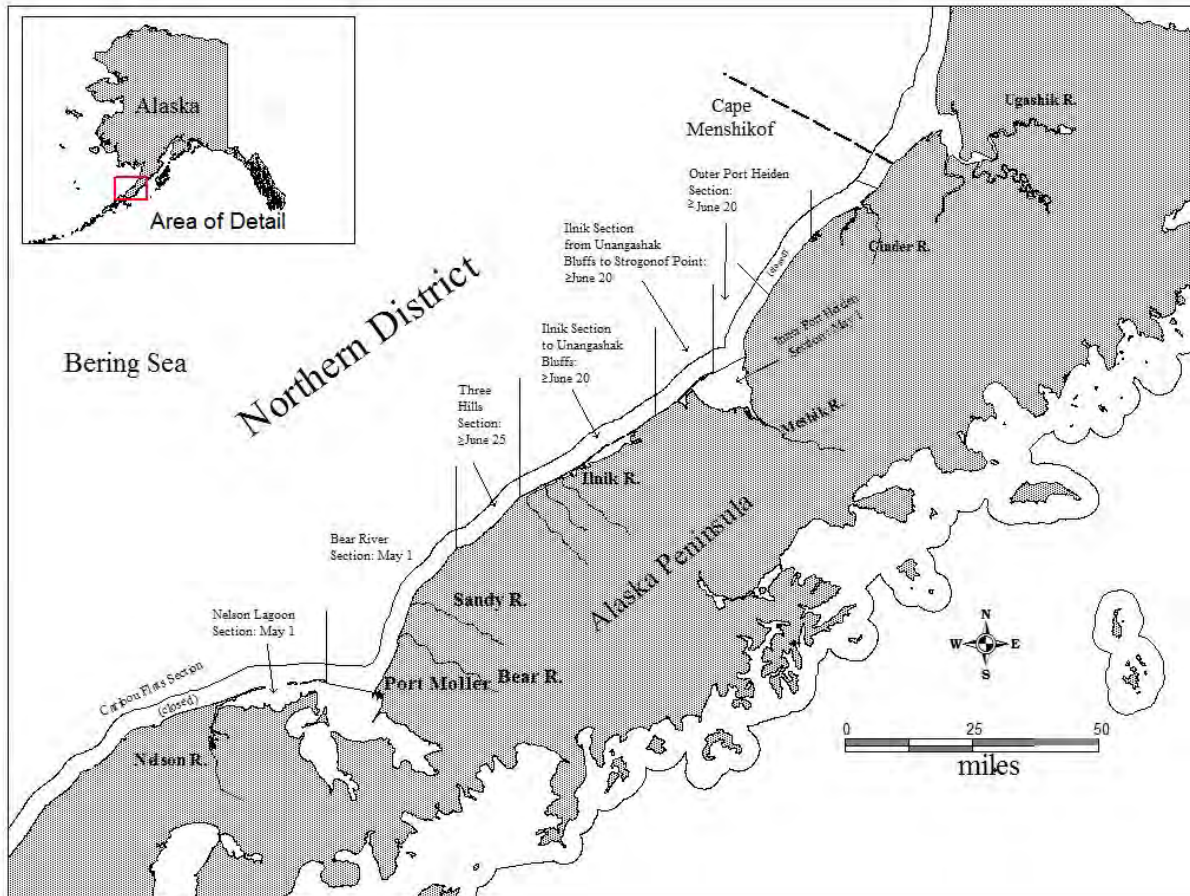 Alaska
Area of Detail
Bering Sea
Northern District
Cape
Menshikof
Ugashik R.
Outer Port Heiden
Section:
≥June 20
Cinder R.
(closed)
Ilnik Section
from Unangashak
Bluffs to Strogonof Point:
≥June 20
Inner Port Heiden
Section: May 1
Ilnik Section
to Unangashak
Bluffs:
≥June 20
Meshik R.
Three
Hills
Section:
≥June 25
Ilnik R.
Alaska Peninsula
Bear River
Section: May 1
Sandy R.
Nelson Lagoon
Section: May 1
Port Moller
Bear R.
Caribou Flats Section
(closed)
Nelson R.
N
W
E
S
0
25
50
miles